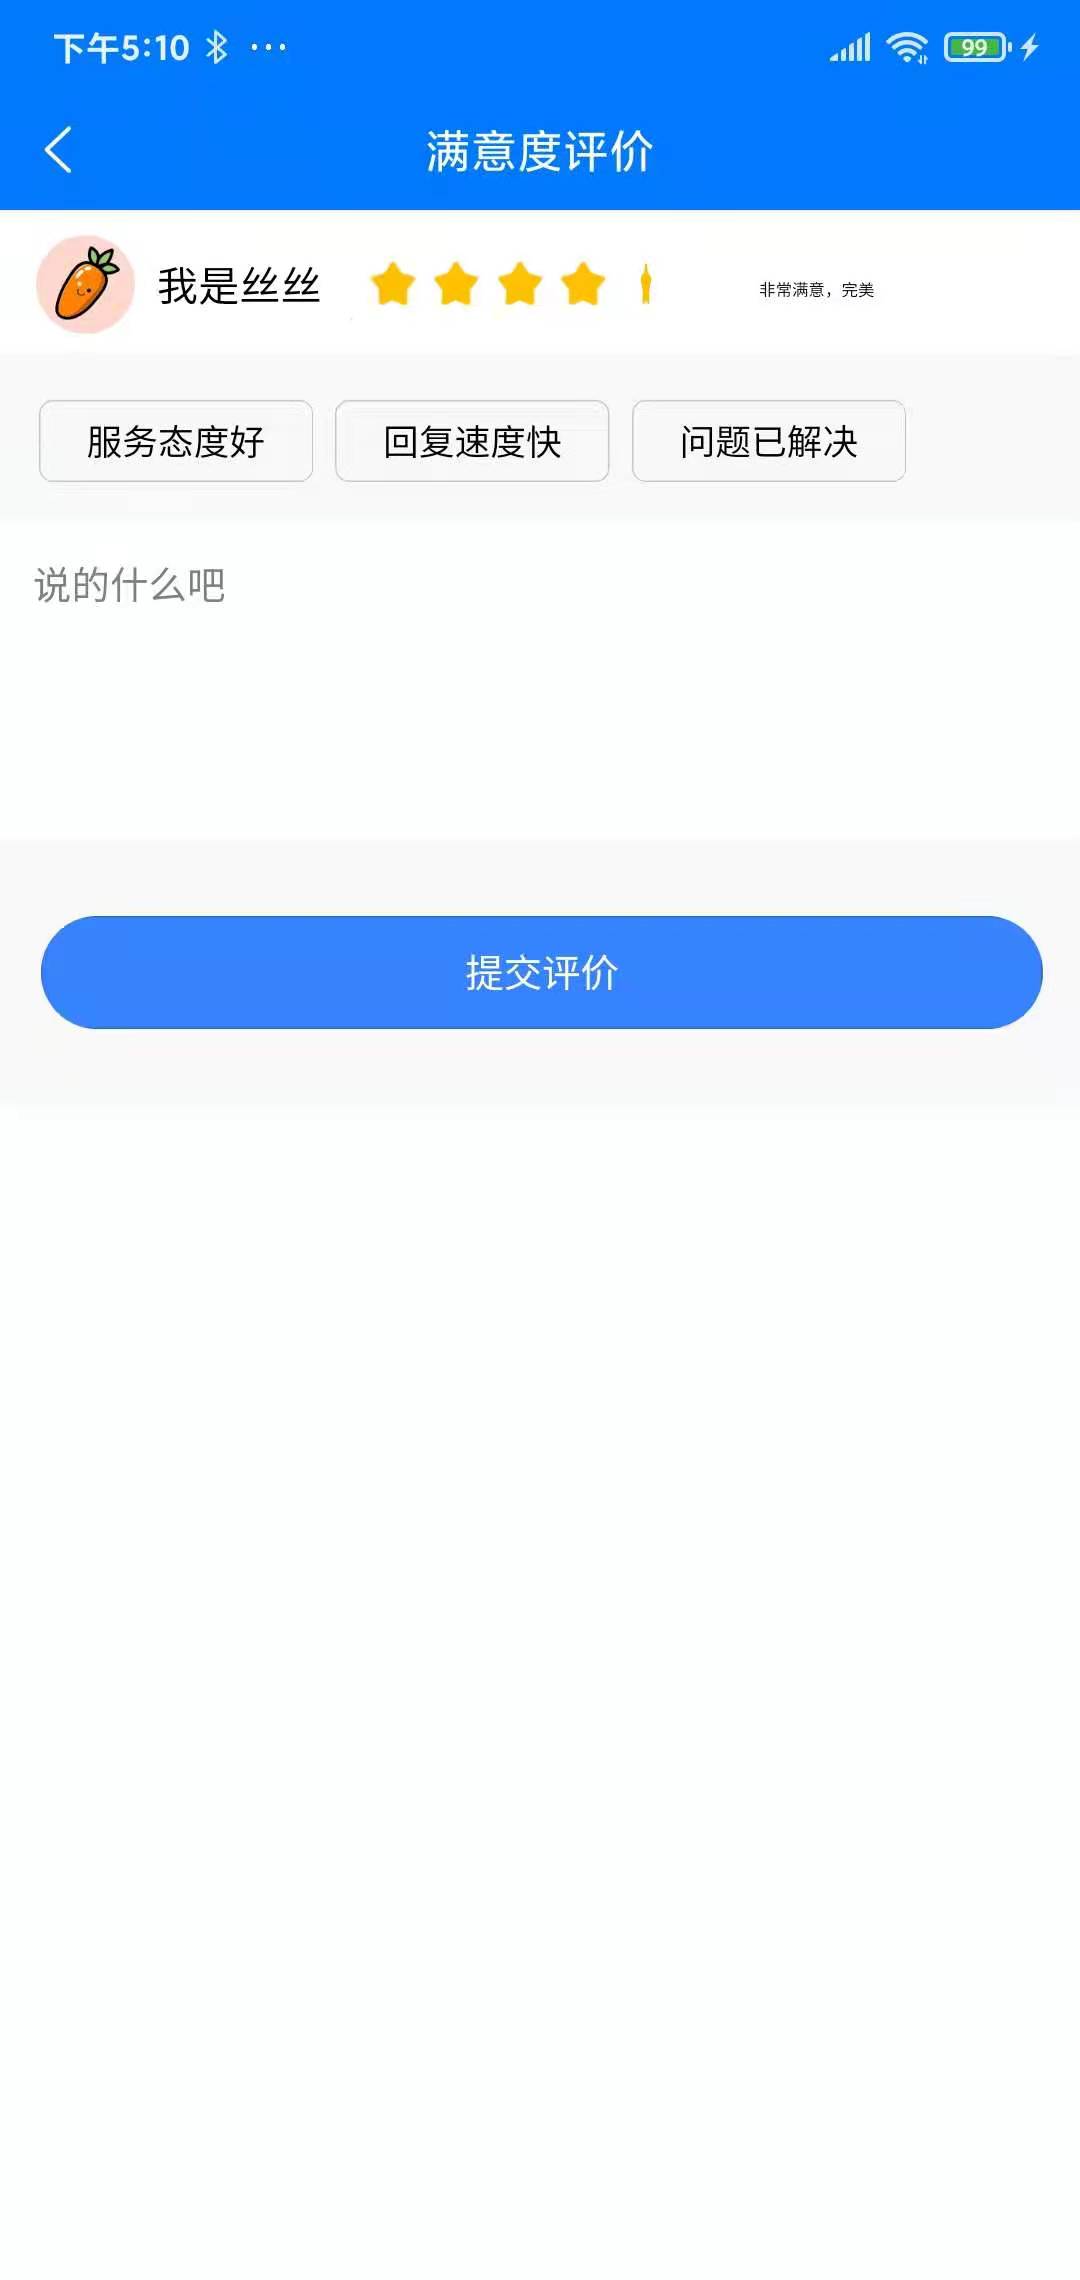 下午5:10
99
满意度评价
我是丝丝
非常满意，完美
服务态度好
回复速度快
问题已解决
说的什么吧
提交评价